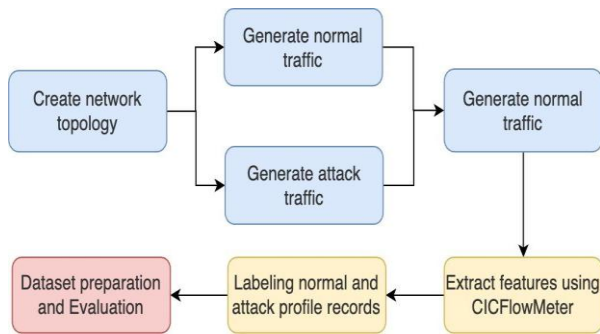 Generate normal
traffic
Create network
topology
Generate normal
traffic
Generate attack
traffic
Dataset preparation
and Evaluation
Labeling normal and
attack profile records
Extract features using
CICFlowMeter